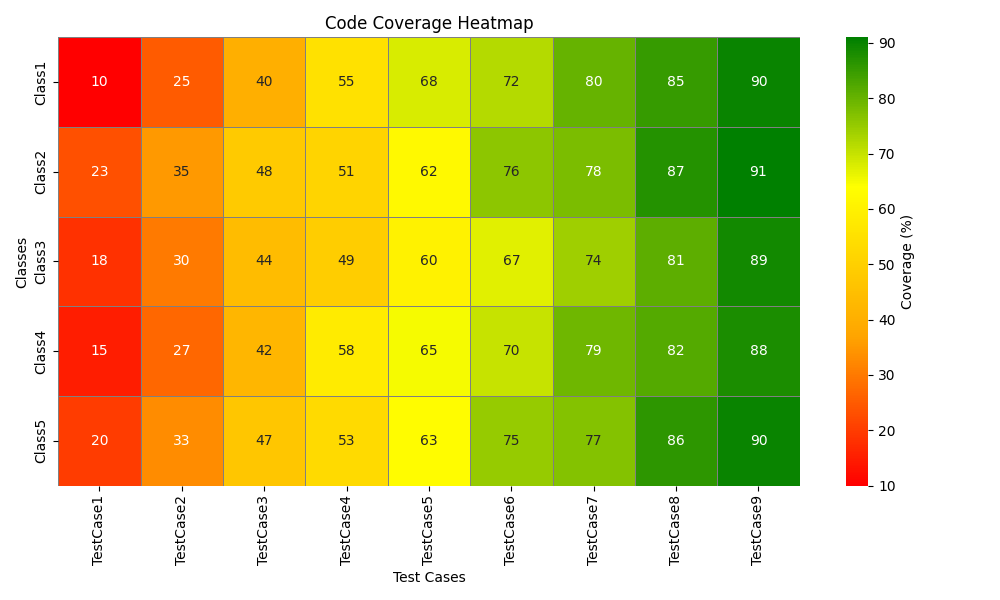 Code Coverage Heatmap
Classes
Class1 10 25 40 55 68 72 80 85 90
Class2 23 35 48 51 62 76 78 87 91
Class3 18 30 44 49 60 67 74 81 89
Class4 15 27 42 58 65 70 79 82 88
Class5 20 33 47 53 63 75 77 86 90
TestCase1 TestCase2 TestCase3 TestCase4 TestCase5 TestCase6 TestCase7 TestCase8 TestCase9
Test Cases
90
80
70
60
50
40
30
20
10
Coverage (%)